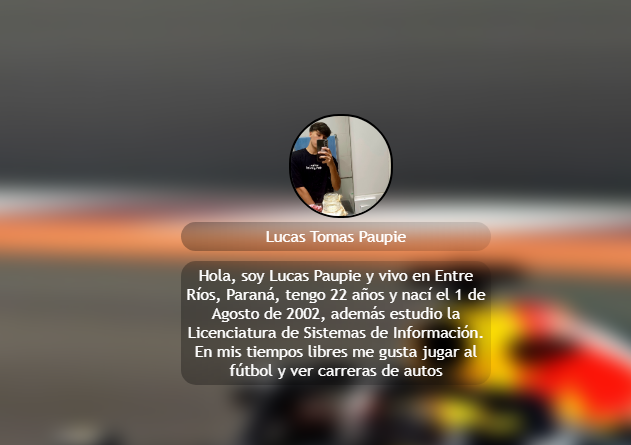 Lucas Tomas Paupie
Hola, soy Lucas Paupie y vivo en Entre
Ríos, Paraná, tengo 22 años y nací el 1 de
Agosto de 2002, además estudio la
Licenciatura de Sistemas de Información.
En mis tiempos libres me gusta jugar al
fútbol y ver carreras de autos